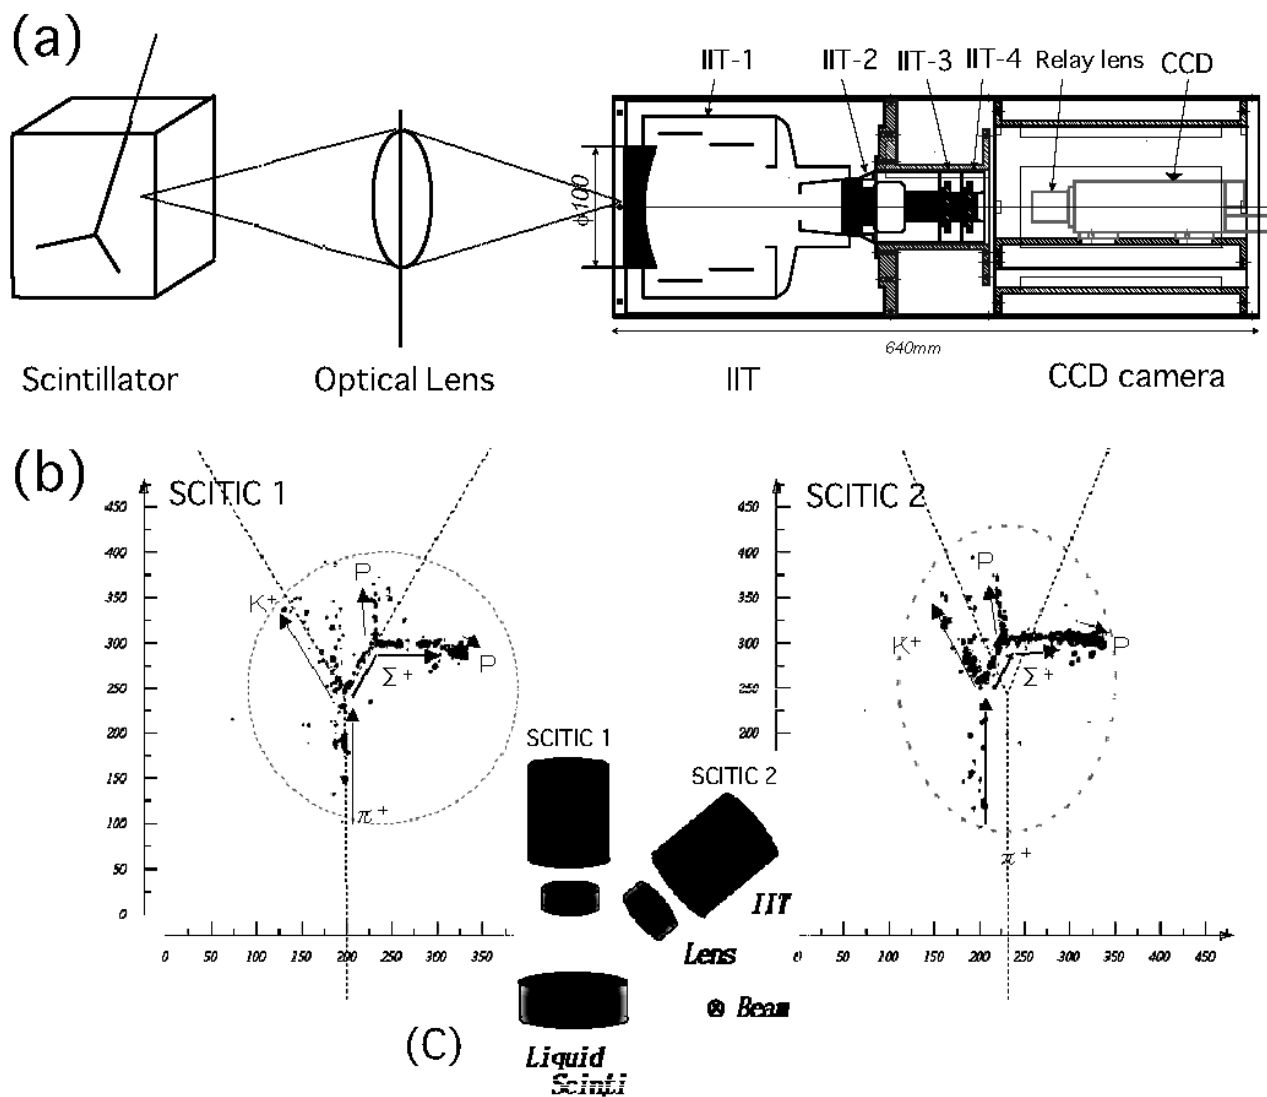 (a)
IIT-1
IIT-2
IIT-3
IIT-4
Relay lens
CCD
ϕ100
640mm
Scintillator
Optical Lens
IIT
CCD camera
(b)
SCITIC 1
450
400
350
300
250
200
150
100
50
0
K+
P
P
Σ+
π+
0 50 100 150 200 250 300 350
SCITIC 2
450
400
350
300
250
200
K+
P
P
Σ+
π+
0 50 100 150 200 250 300 350 400 450
SCITIC 1
SCITIC 2
IIT
Lens
⊗ Beam
(C)
Liquid
Scinti